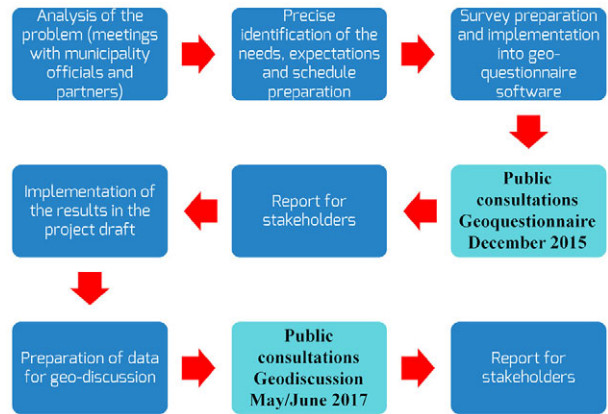 Analysis of the
problem (meetings
with municipality
officials and
partners)
Precise
identification of the
needs, expectations
and schedule
preparation
Survey preparation
and implementation
into geo-
questionnaire
software
Public
consultations
Geoquestionnaire
December 2015
Report for
stakeholders
Implementation of
the results in the
project draft
Preparation of data
for geo-discussion
Public
consultations
Geodiscussion
May/June 2017
Report for
stakeholders